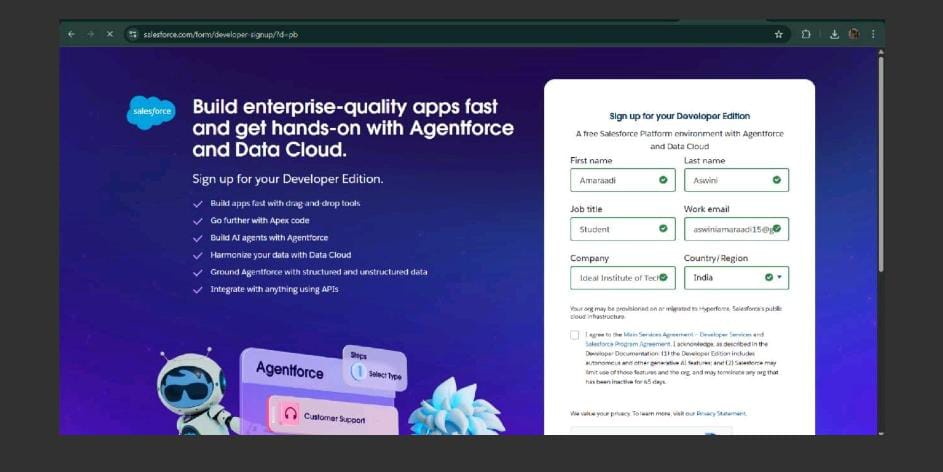 salesforce.com/form/developer-signup/?d=pb
salesforce
Build enterprise-quality apps fast
and get hands-on with Agentforce
and Data Cloud.
Sign up for your Developer Edition.
Build apps fast with drag-and-drop tools
Go further with Apex code
Build AI agents with Agentforce
Harmonize your data with Data Cloud
Ground Agentforce with structured and unstructured data
Integrate with anything using APIs
Agentforce
Steps
Select Type
Customer Support
Sign up for your Developer Edition
A free Salesforce Platform environment with Agentforce
and Data Cloud
First name Last name
Amaraadi Aswini
Job title Work email
Student aswiniamaraadi15@g
Company Country/Region
Ideal Institute of Tech India
Your org may be provisioned on or migrated to Hyperforce, Salesforce's public
cloud infrastructure.
I agree to the Main Services Agreement – Developer Services and
Salesforce Program Agreement. I acknowledge, as described in the
Developer Documentation: (1) the Developer Edition includes
autonomous and other generative AI features; and (2) Salesforce may
limit use of those features and the org, and may terminate any org that
has been inactive for 45 days.
We value your privacy. To learn more, visit our Privacy Statement.